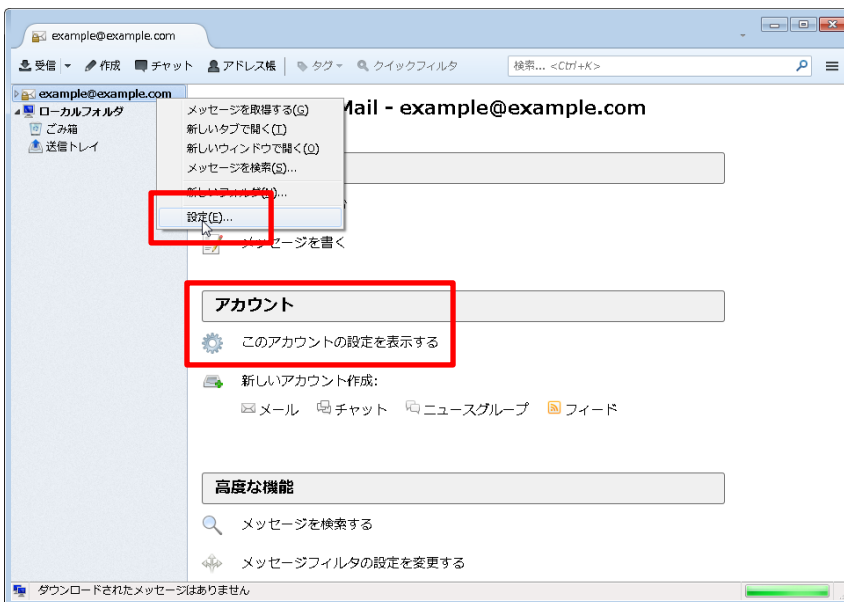 example@example.com
受信 作成 チャット アドレス帳 タグ クイックフィルタ 検索... <Ctrl+K>
example@example.com
ローカルフォルダ
ごみ箱
送信トレイ
メッセージを取得する(G)
新しいタブで開く(T)
新しいウィンドウで開く(O)
メッセージを検索(S)...
新しいフォルダ(N)...
設定(E)...
Mail - example@example.com
メッセージを書く
アカウント
このアカウントの設定を表示する
新しいアカウント作成:
メール チャット ニュースグループ フィード
高度な機能
メッセージを検索する
メッセージフィルタの設定を変更する
ダウンロードされたメッセージはありません